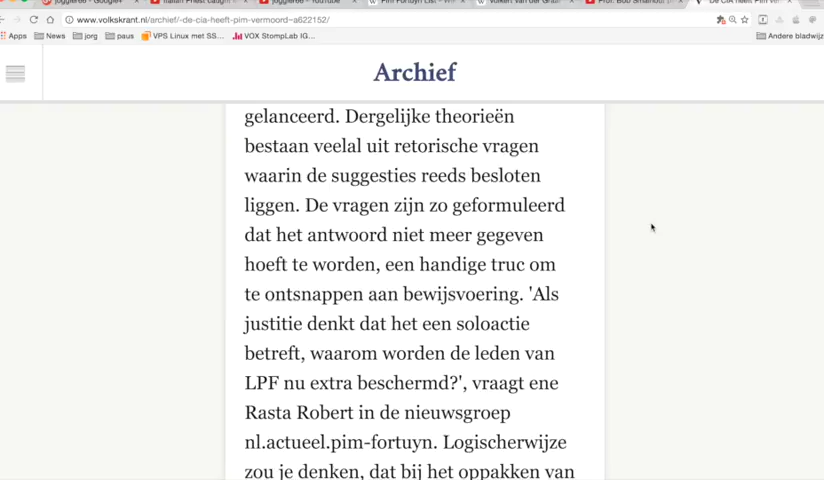 joggieree - Google+
YouTube
www.volkskrant.nl/archief/-de-cia-heeft-pim-vermoord~a622152/
Apps News jorg paus VPS Linux met SS... VOX StompLab IG... Andere bladwijz
Archief
gelanceerd. Dergelijke theorieën
bestaan veelal uit retorische vragen
waarin de suggesties reeds besloten
liggen. De vragen zijn zo geformuleerd
dat het antwoord niet meer gegeven
hoeft te worden, een handige truc om
te ontsnappen aan bewijsvoering. 'Als
justitie denkt dat het een soloactie
betreft, waarom worden de leden van
LPF nu extra beschermd?', vraagt ene
Rasta Robert in de nieuwsgroep
nl.actueel.pim-fortuyn. Logischerwijze
zou je denken, dat bij het oppakken van